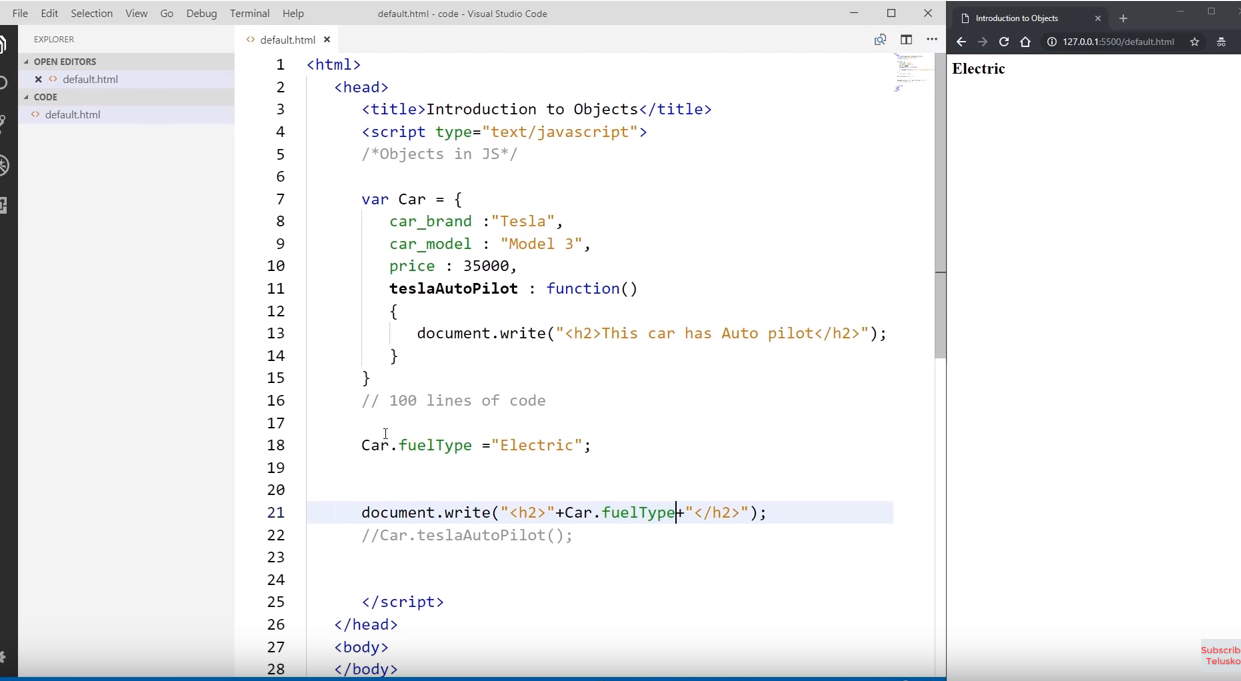 File Edit Selection View Go Debug Terminal Help default.html - code - Visual Studio Code
EXPLORER
OPEN EDITORS
default.html
CODE
default.html
default.html
1 <html>
2 <head>
3 <title>Introduction to Objects</title>
4 <script type="text/javascript">
5 /*Objects in JS*/
6
7 var Car = {
8 car_brand :"Tesla",
9 car_model : "Model 3",
10 price : 35000,
11 teslaAutoPilot : function()
12 {
13 document.write("<h2>This car has Auto pilot</h2>");
14 }
15 }
16 // 100 lines of code
17
18 Car.fuelType ="Electric";
19
20
21 document.write("<h2>"+Car.fuelType+"</h2>");
22 //Car.teslaAutoPilot();
23
24
25 </script>
26 </head>
27 <body>
28 </body>
Introduction to Objects
127.0.0.1:5500/default.html
Electric
Subscrib
Telusko